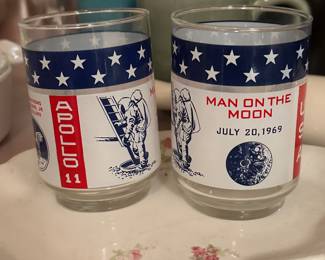 APOLLO
11
MAN ON THE
MOON
JULY 20, 1969
USA